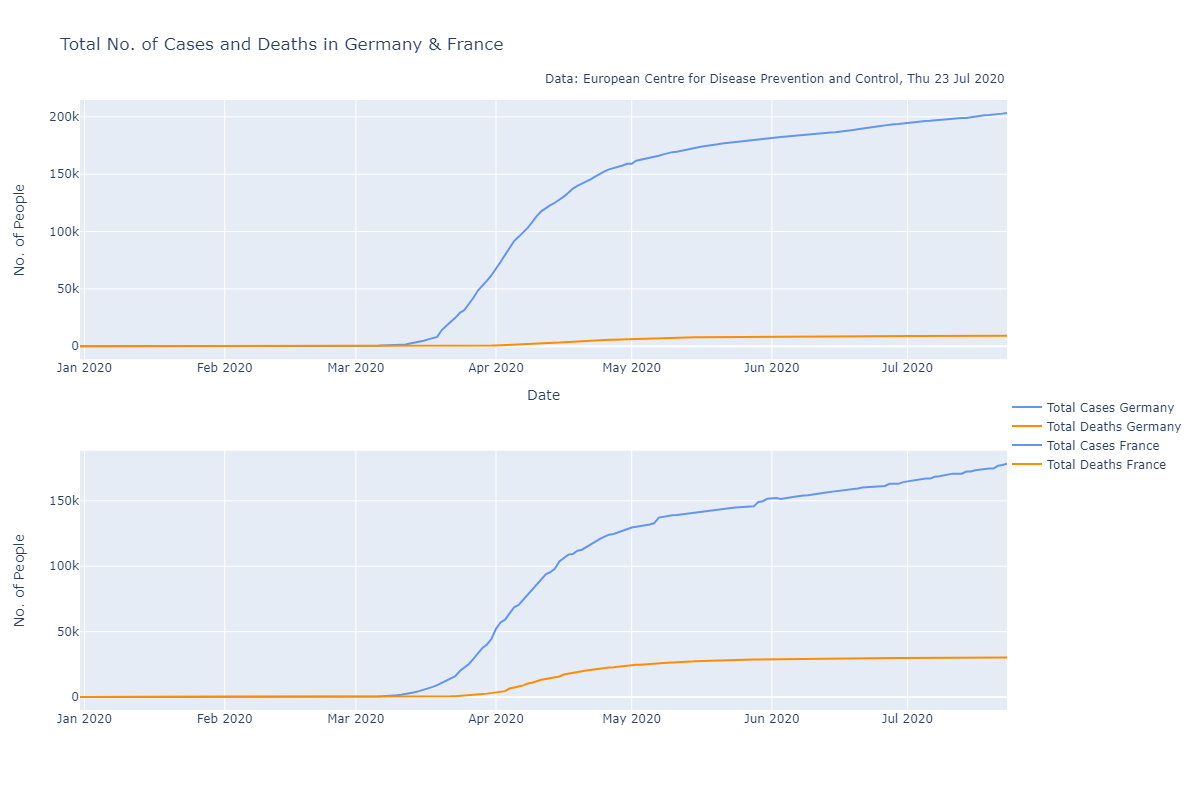 Total No. of Cases and Deaths in Germany & France
Data: European Centre for Disease Prevention and Control, Thu 23 Jul 2020
200k
150k
100k
50k
0
No. of People
Jan 2020 Feb 2020 Mar 2020 Apr 2020 May 2020 Jun 2020 Jul 2020
Date
Total Cases Germany
Total Deaths Germany
Total Cases France
Total Deaths France
150k
100k
50k
0
No. of People
Jan 2020 Feb 2020 Mar 2020 Apr 2020 May 2020 Jun 2020 Jul 2020